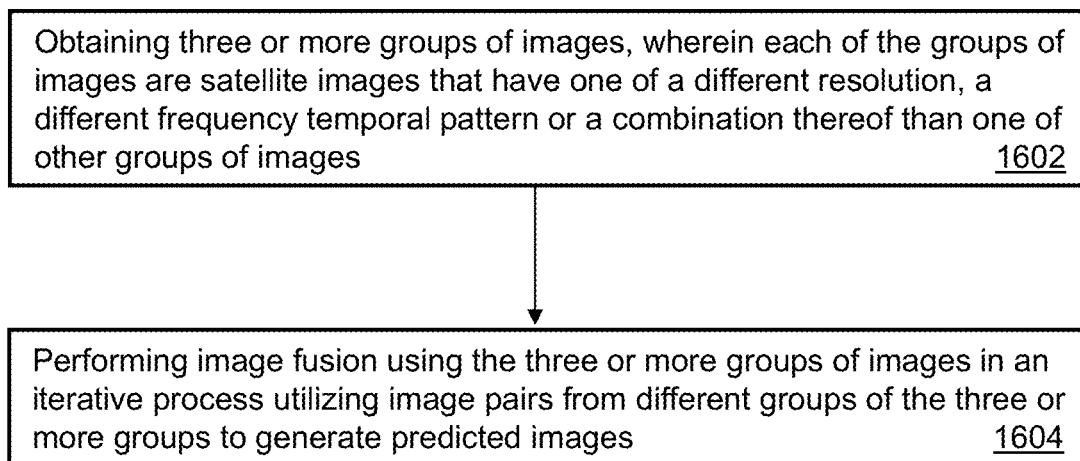 Obtaining three or more groups of images, wherein each of the groups of
images are satellite images that have one of a different resolution, a
different frequency temporal pattern or a combination thereof than one of
other groups of images 1602
Performing image fusion using the three or more groups of images in an
iterative process utilizing image pairs from different groups of the three or
more groups to generate predicted images 1604